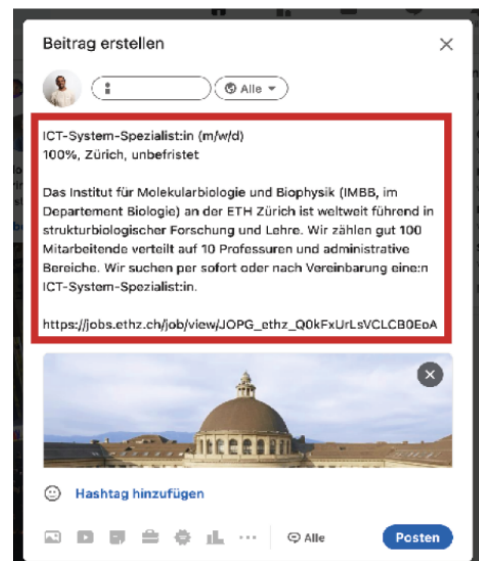 Beitrag erstellen
Alle
ICT-System-Spezialist:in (m/w/d)
100%, Zürich, unbefristet
Das Institut für Molekularbiologie und Biophysik (IMBB, im
Departement Biologie) an der ETH Zürich ist weltweit führend in
strukturbiologischer Forschung und Lehre. Wir zählen gut 100
Mitarbeitende verteilt auf 10 Professuren und administrative
Bereiche. Wir suchen per sofort oder nach Vereinbarung eine:n
ICT-System-Spezialist:in.
https://jobs.ethz.ch/job/view/JOPG_ethz_Q0kFxUrLsVCLCB0EoA
Hashtag hinzufügen
Alle
Posten